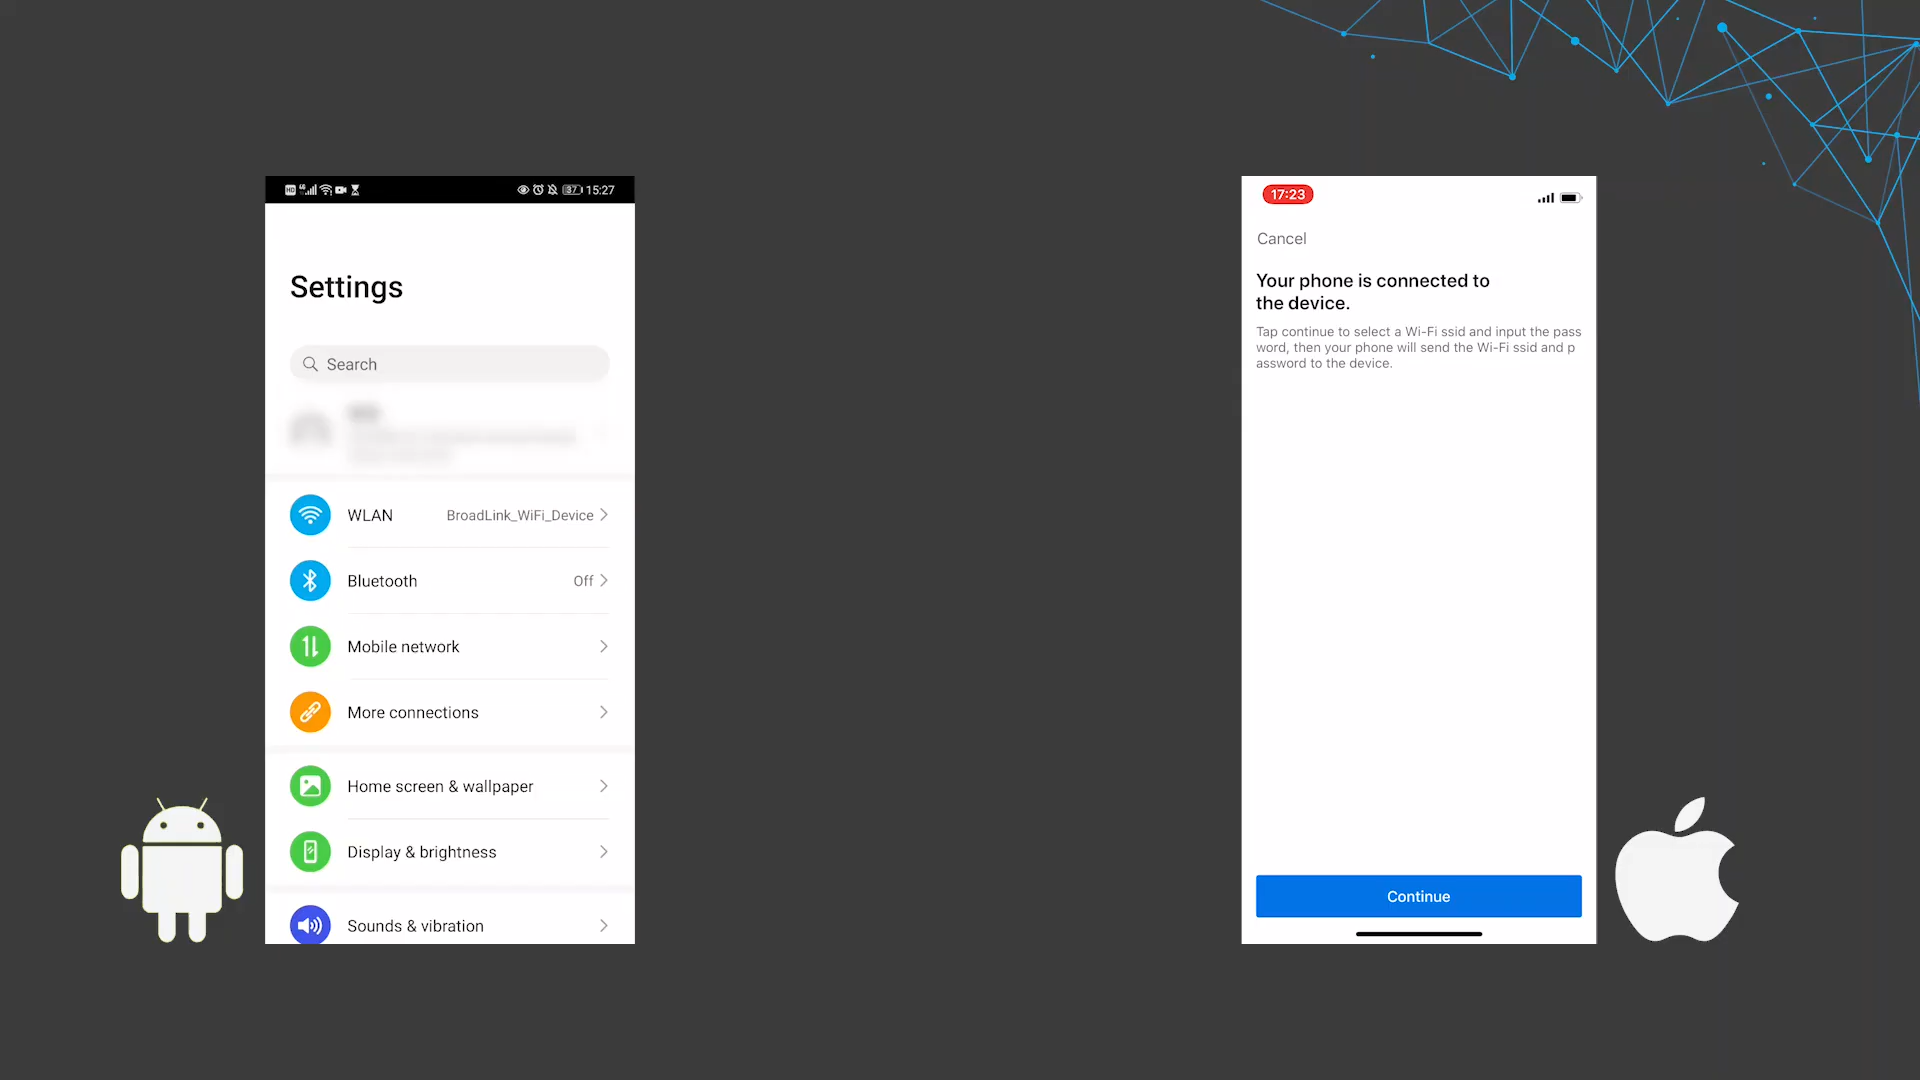 15:27
Settings
Search
WLAN BroadLink_WiFi_Device
Bluetooth Off
Mobile network
More connections
Home screen & wallpaper
Display & brightness
Sounds & vibration
17:23
Cancel
Your phone is connected to
the device.
Tap continue to select a Wi-Fi ssid and input the pass
word, then your phone will send the Wi-Fi ssid and p
assword to the device.
Continue